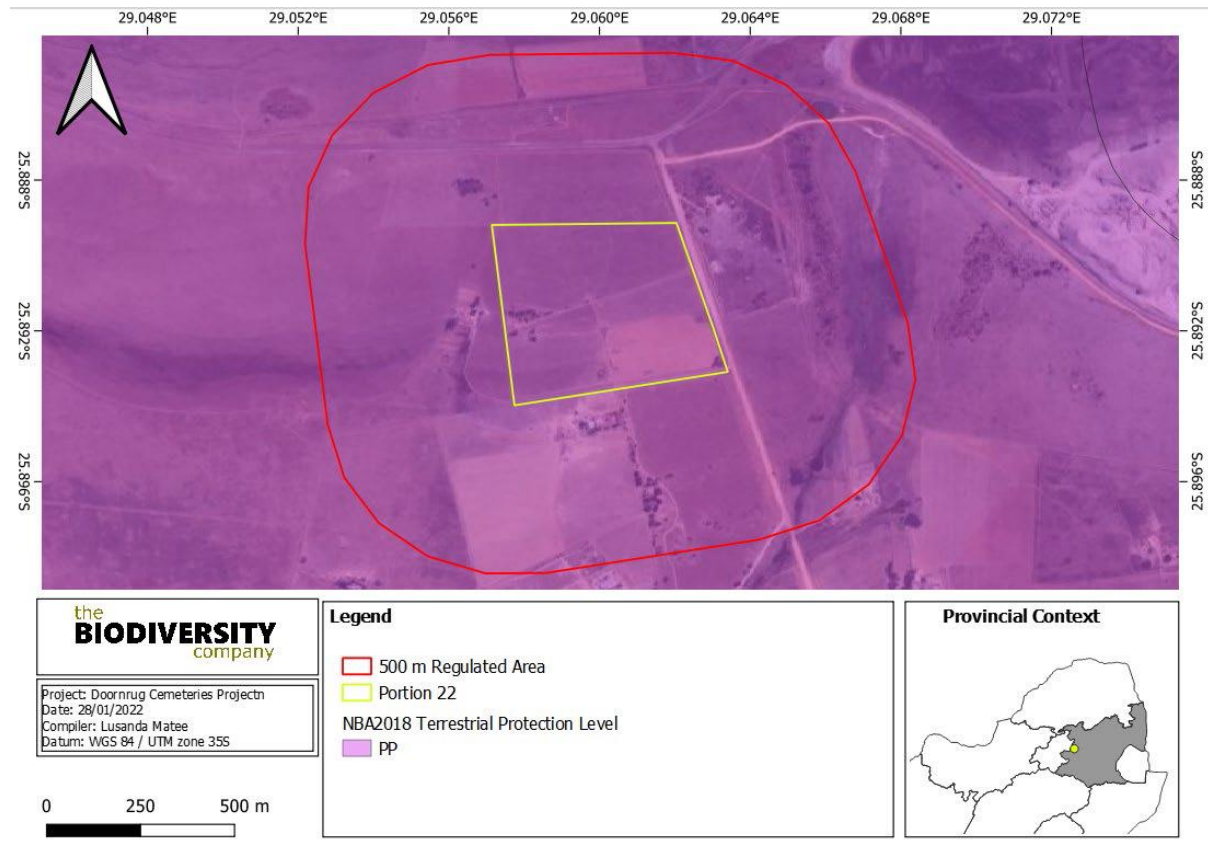 29.048°E 29.052°E 29.056°E 29.060°E 29.064°E 29.068°E 29.072°E
25.888°S 25.888°S
25.892°S 25.892°S
25.896°S 25.896°S
the
BIODIVERSITY
company
Project: Doornrug Cemeteries Projectn
Date: 28/01/2022
Compiler: Lusanda Matee
Datum: WGS 84 / UTM zone 35S
0 250 500 m
Legend
500 m Regulated Area
Portion 22
NBA2018 Terrestrial Protection Level
PP
Provincial Context